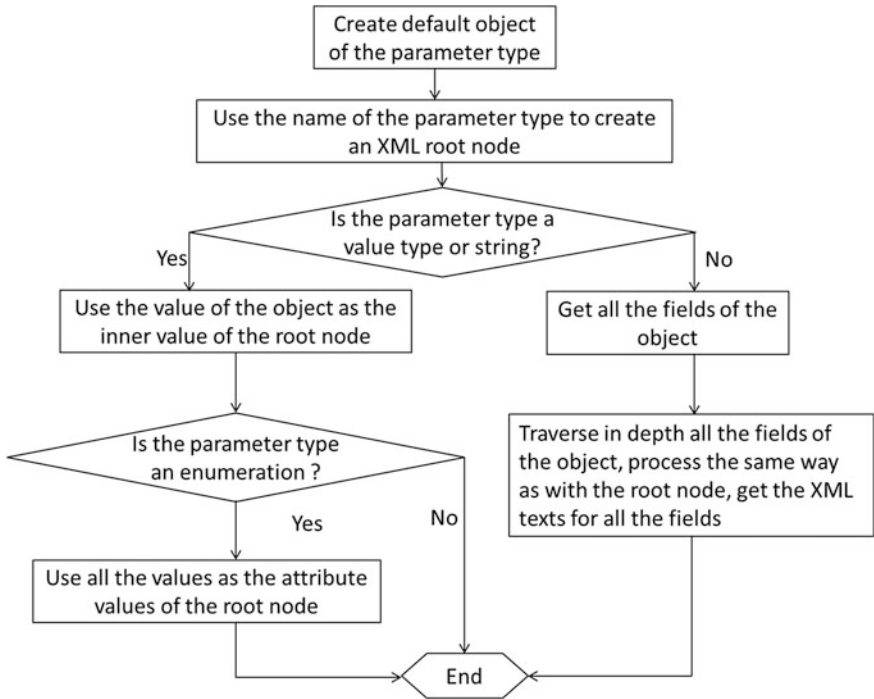 Create default object
of the parameter type
Use the name of the parameter type to create
an XML root node
Is the parameter type a
value type or string?
Yes
No
Use the value of the object as the
inner value of the root node
Get all the fields of the
object
Is the parameter type
an enumeration ?
Traverse in depth all the fields of
the object, process the same way
as with the root node, get the XML
texts for all the fields
Yes
No
Use all the values as the attribute
values of the root node
End